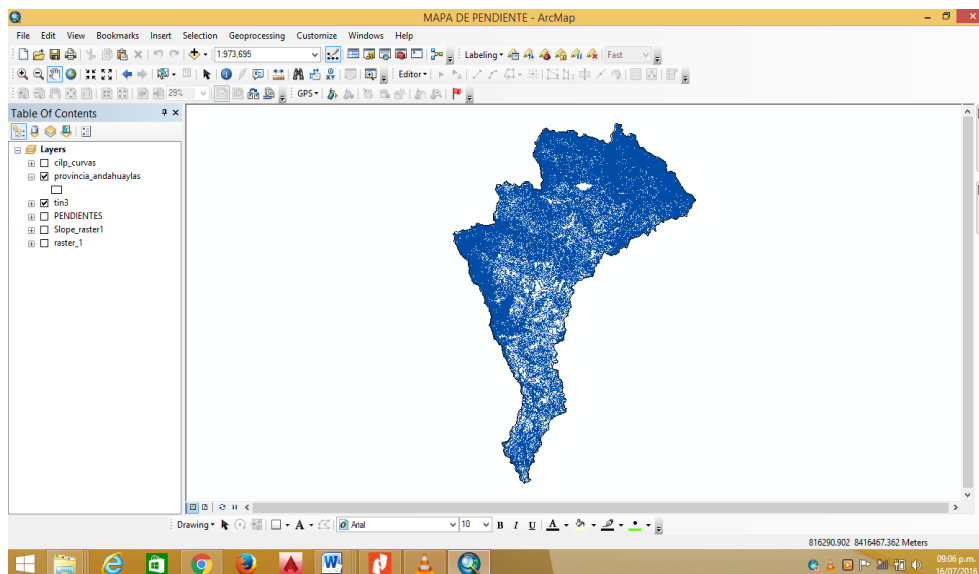 MAPA DE PENDIENTE - ArcMap
File Edit View Bookmarks Insert Selection Geoprocessing Customize Windows Help
1:973,695 Labeling Fast
Editor
29% GPS
Table Of Contents
Layers
cilp_curvas
provincia_andahuaylas
tin3
PENDIENTES
Slope_raster1
raster_1
Drawing A Arial 10 B I U A
816290.902 8416467.362 Meters
09:06 p.m.
16/07/2016